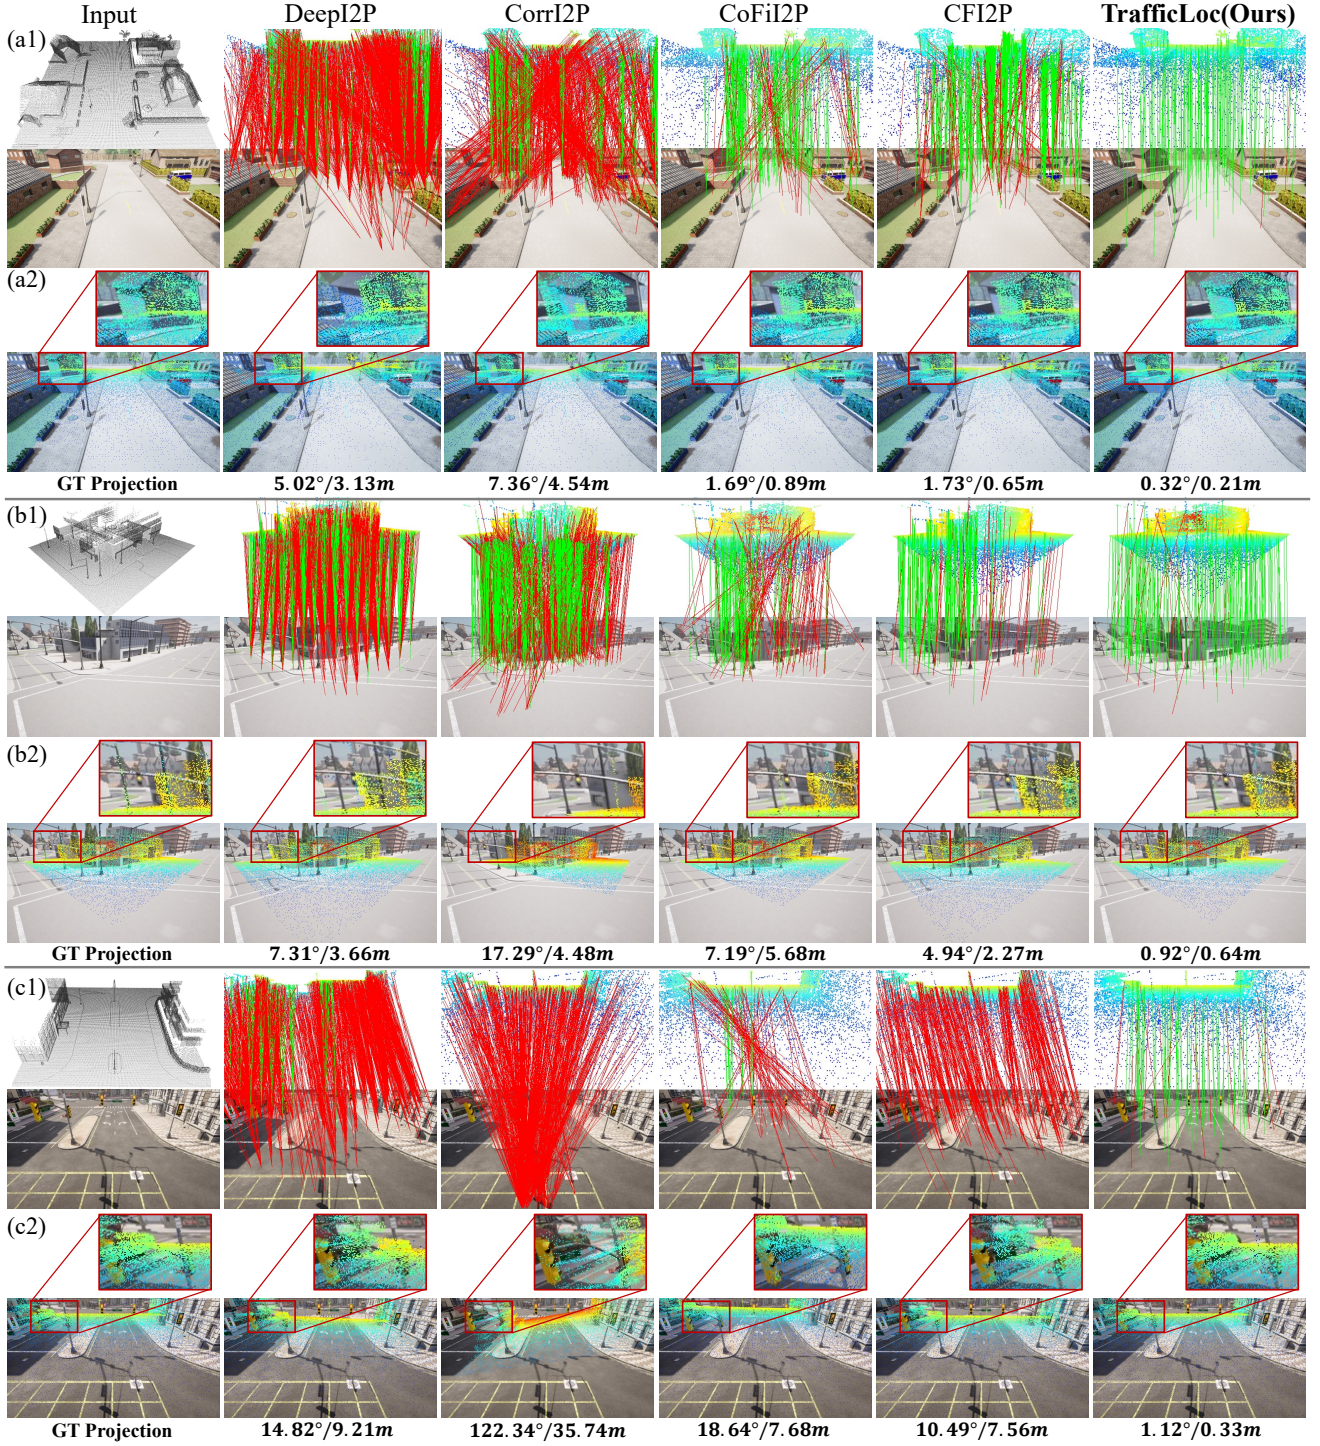 Input DeepI2P CorrI2P CoFiI2P CFI2P TrafficLoc(Ours)
(a1)
(a2)
GT Projection 5.02°/3.13m 7.36°/4.54m 1.69°/0.89m 1.73°/0.65m 0.32°/0.21m
(b1)
(b2)
GT Projection 7.31°/3.66m 17.29°/4.48m 7.19°/5.68m 4.94°/2.27m 0.92°/0.64m
(c1)
(c2)
GT Projection 14.82°/9.21m 122.34°/35.74m 18.64°/7.68m 10.49°/7.56m 1.12°/0.33m